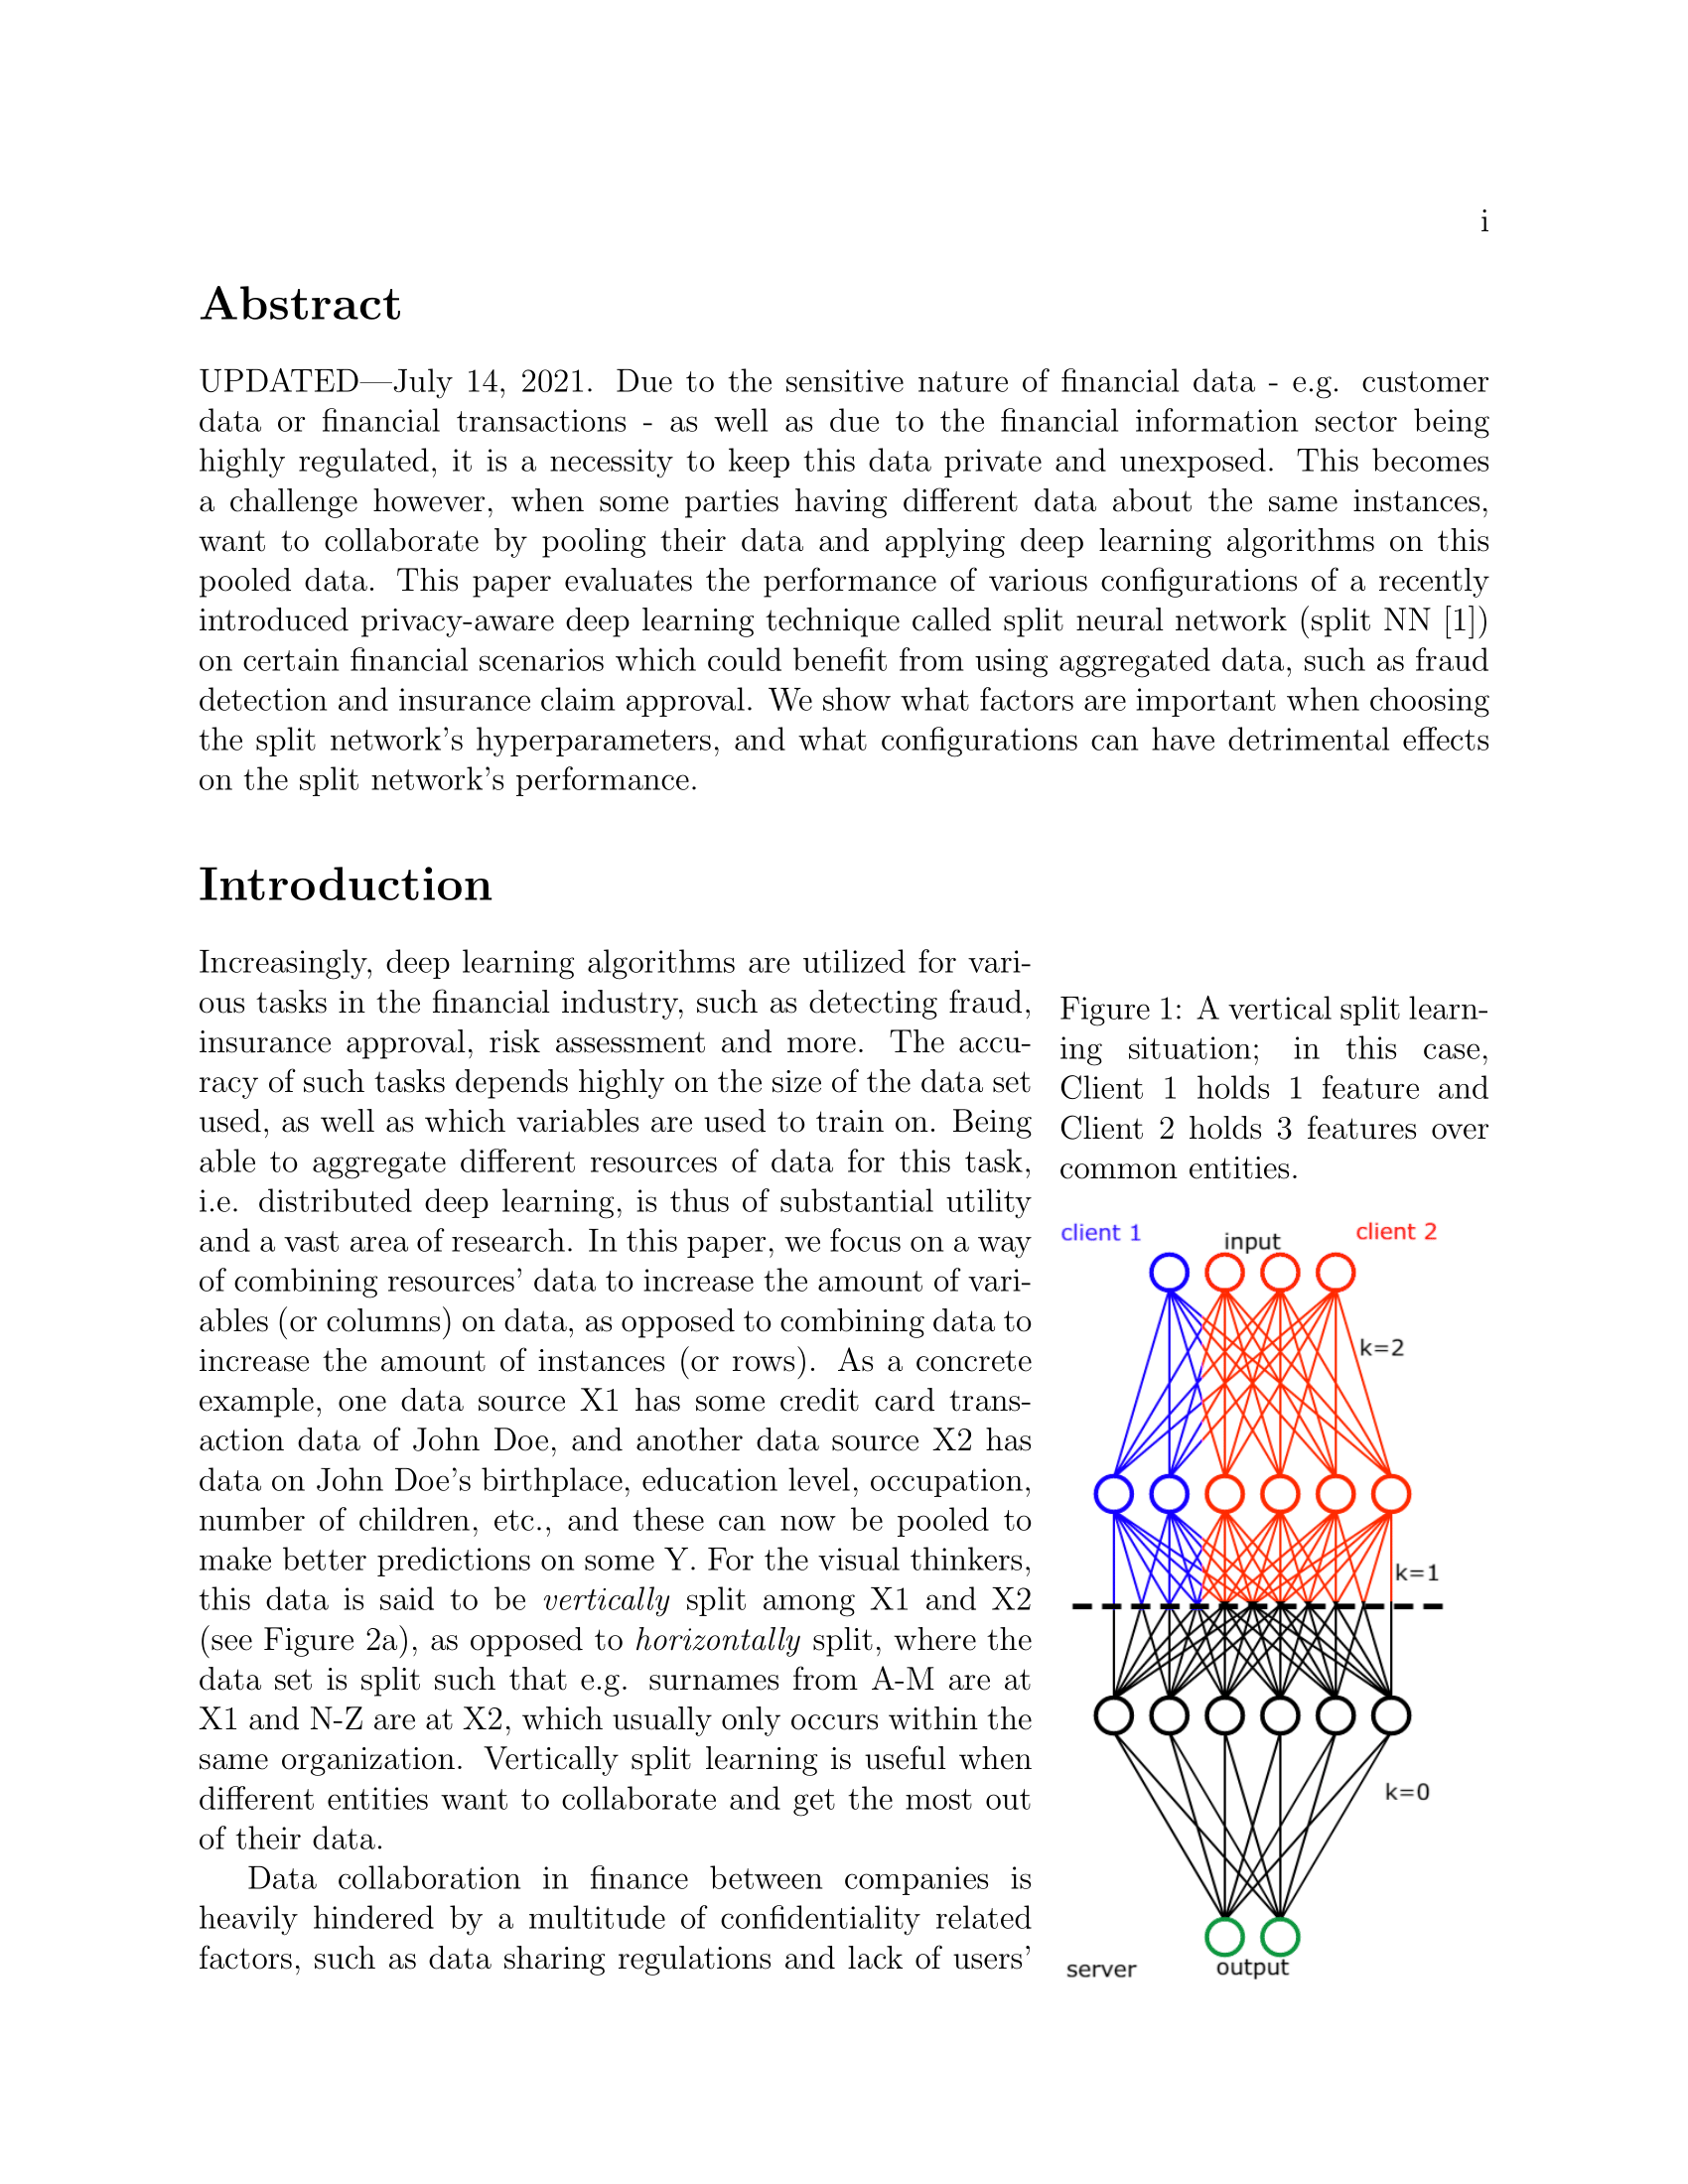 i
Abstract
UPDATED—July 14, 2021. Due to the sensitive nature of financial data - e.g. customer
data or financial transactions - as well as due to the financial information sector being
highly regulated, it is a necessity to keep this data private and unexposed. This becomes
a challenge however, when some parties having different data about the same instances,
want to collaborate by pooling their data and applying deep learning algorithms on this
pooled data. This paper evaluates the performance of various configurations of a recently
introduced privacy-aware deep learning technique called split neural network (split NN [1])
on certain financial scenarios which could benefit from using aggregated data, such as fraud
detection and insurance claim approval. We show what factors are important when choosing
the split network's hyperparameters, and what configurations can have detrimental effects
on the split network's performance.
Introduction
Increasingly, deep learning algorithms are utilized for vari-
ous tasks in the financial industry, such as detecting fraud,
insurance approval, risk assessment and more. The accu-
racy of such tasks depends highly on the size of the data set
used, as well as which variables are used to train on. Being
able to aggregate different resources of data for this task,
i.e. distributed deep learning, is thus of substantial utility
and a vast area of research. In this paper, we focus on a way
of combining resources' data to increase the amount of vari-
ables (or columns) on data, as opposed to combining data to
increase the amount of instances (or rows). As a concrete
example, one data source X1 has some credit card trans-
action data of John Doe, and another data source X2 has
data on John Doe's birthplace, education level, occupation,
number of children, etc., and these can now be pooled to
make better predictions on some Y. For the visual thinkers,
this data is said to be vertically split among X1 and X2
(see Figure 2a), as opposed to horizontally split, where the
data set is split such that e.g. surnames from A-M are at
X1 and N-Z are at X2, which usually only occurs within the
same organization. Vertically split learning is useful when
different entities want to collaborate and get the most out
of their data.
Data collaboration in finance between companies is
heavily hindered by a multitude of confidentiality related
factors, such as data sharing regulations and lack of users'
Figure 1: A vertical split learn-
ing situation; in this case,
Client 1 holds 1 feature and
Client 2 holds 3 features over
common entities.
client 1
input
client 2
k=2
k=1
k=0
server
output